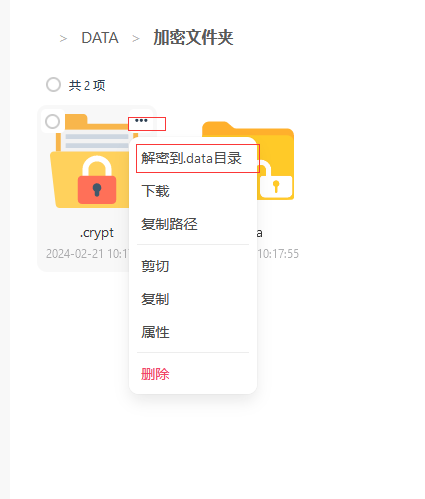 > DATA > 加密文件夹
共 2 项
•••
解密到.data目录
下载
.crypt
复制路径
a
2024-02-21 10:1
10:17:55
剪切
复制
属性
删除